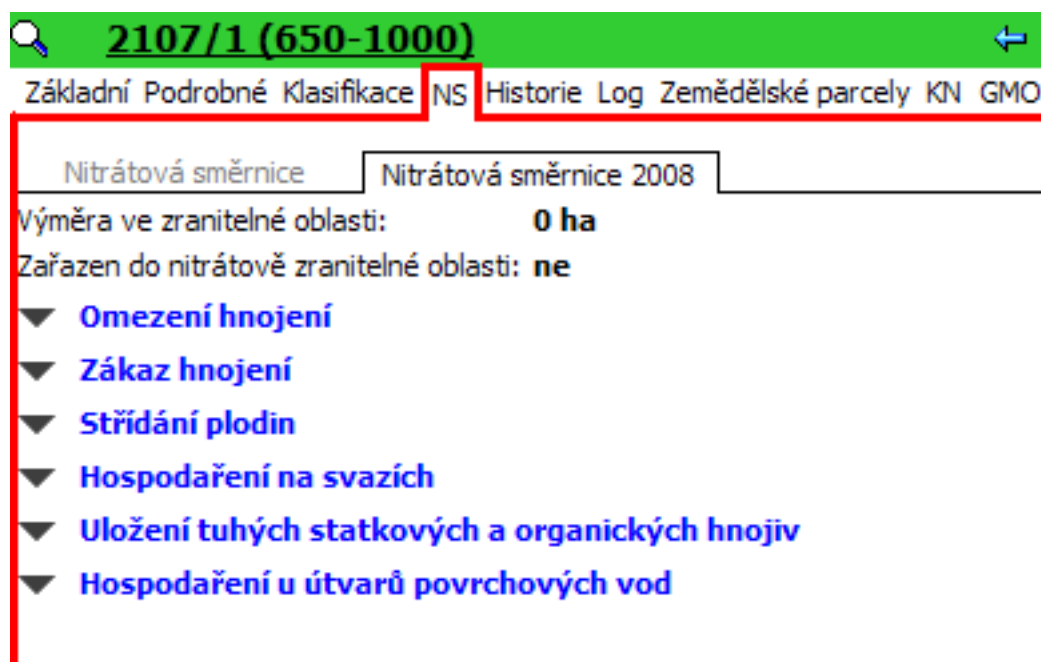 2107/1 (650-1000)
Základní Podrobné Klasifikace NS Historie Log Zemědělské parcely KN GMO
Nitrátová směrnice Nitrátová směrnice 2008
Výměra ve zranitelné oblasti: 0 ha
Zařazen do nitrátově zranitelné oblasti: ne
Omezení hnojení
Zákaz hnojení
Střídání plodin
Hospodaření na svazích
Uložení tuhých statkových a organických hnojiv
Hospodaření u útvarů povrchových vod